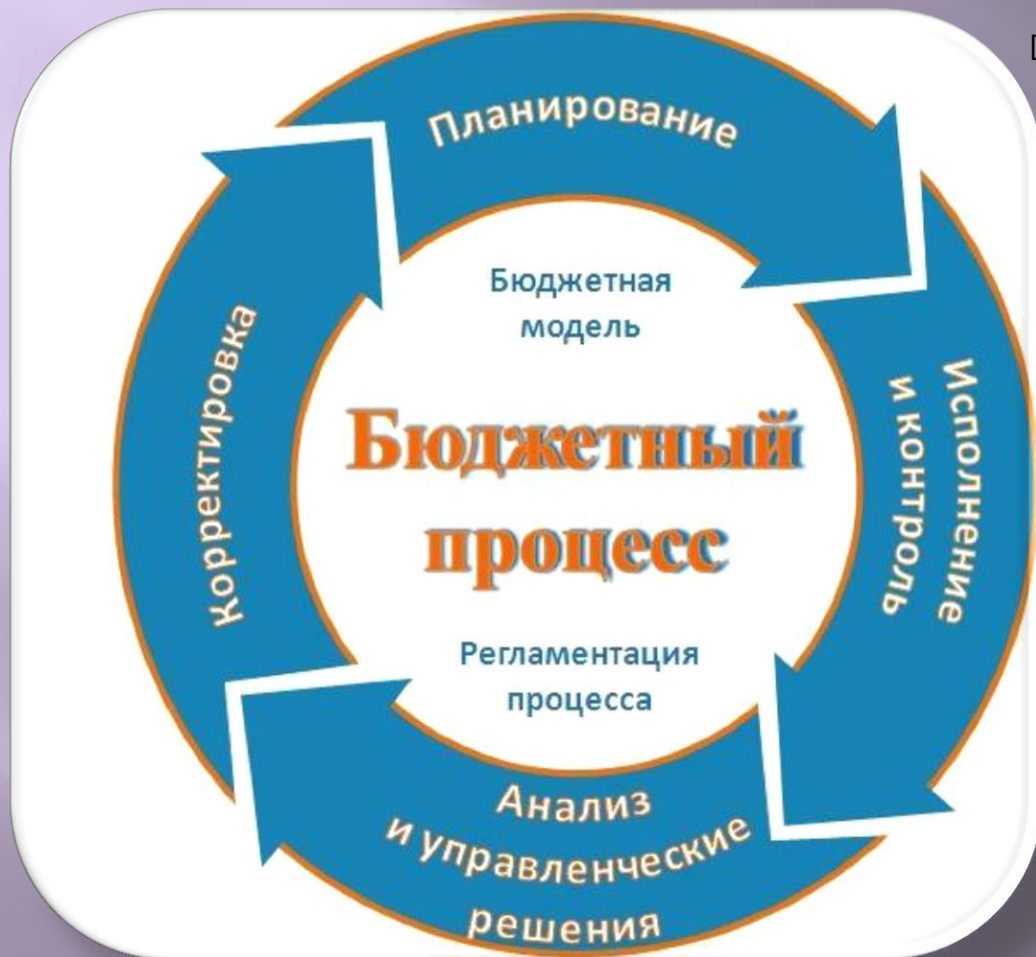 Планирование
Бюджетная
модель
Исполнение
и контроль
Корректировка
Бюджетный
процесс
Регламентация
процесса
Анализ
и управленческие
решения